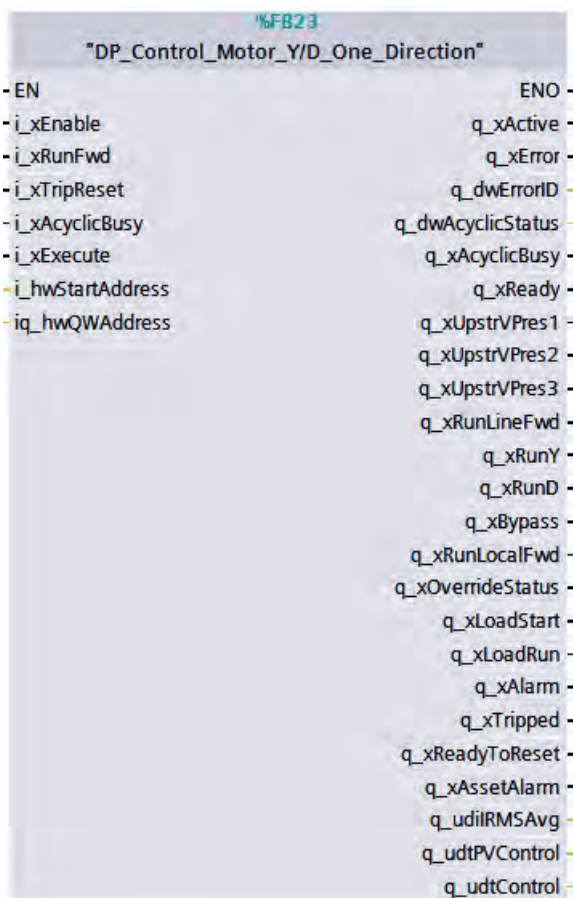 %FB23
"DP_Control_Motor_Y/D_One_Direction"
EN ENO
i_xEnable q_xActive
i_xRunFwd q_xError
i_xTripReset q_dwErrorID
i_xAcyclicBusy q_dwAcyclicStatus
i_xExecute q_xAcyclicBusy
i_hwStartAddress q_xReady
iq_hwQWAddress q_xUpstrVPres1
q_xUpstrVPres2
q_xUpstrVPres3
q_xRunLineFwd
q_xRunY
q_xRunD
q_xBypass
q_xRunLocalFwd
q_xOverrideStatus
q_xLoadStart
q_xLoadRun
q_xAlarm
q_xTripped
q_xReadyToReset
q_xAssetAlarm
q_udiIRMSAvg
q_udtPVControl
q_udtControl